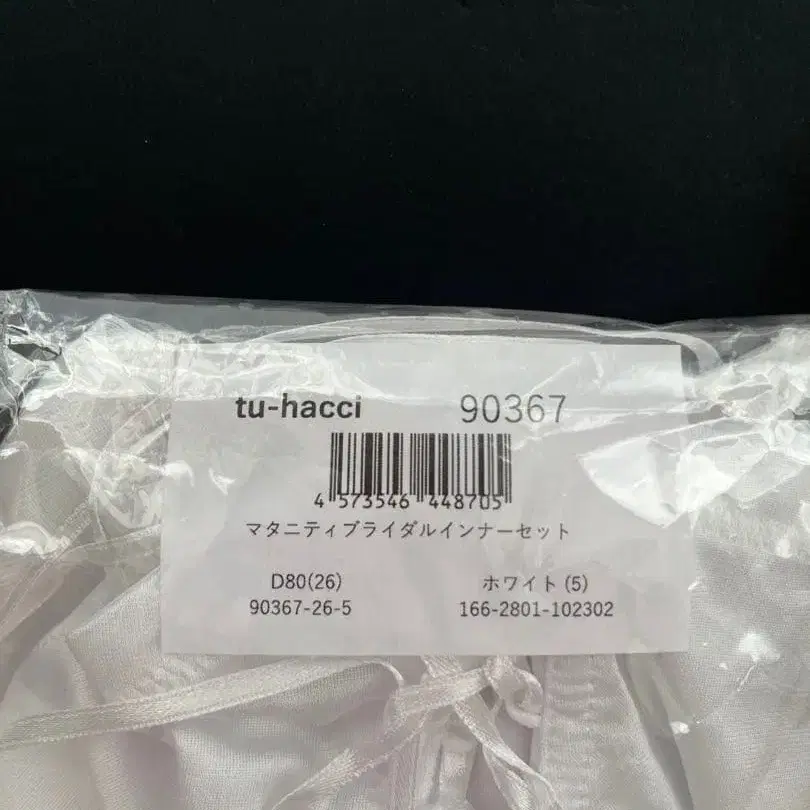 tu-hacci 90367
4 573546 448705
マタニティブライダルインナーセット
D80(26) ホワイト(5)
90367-26-5 166-2801-102302